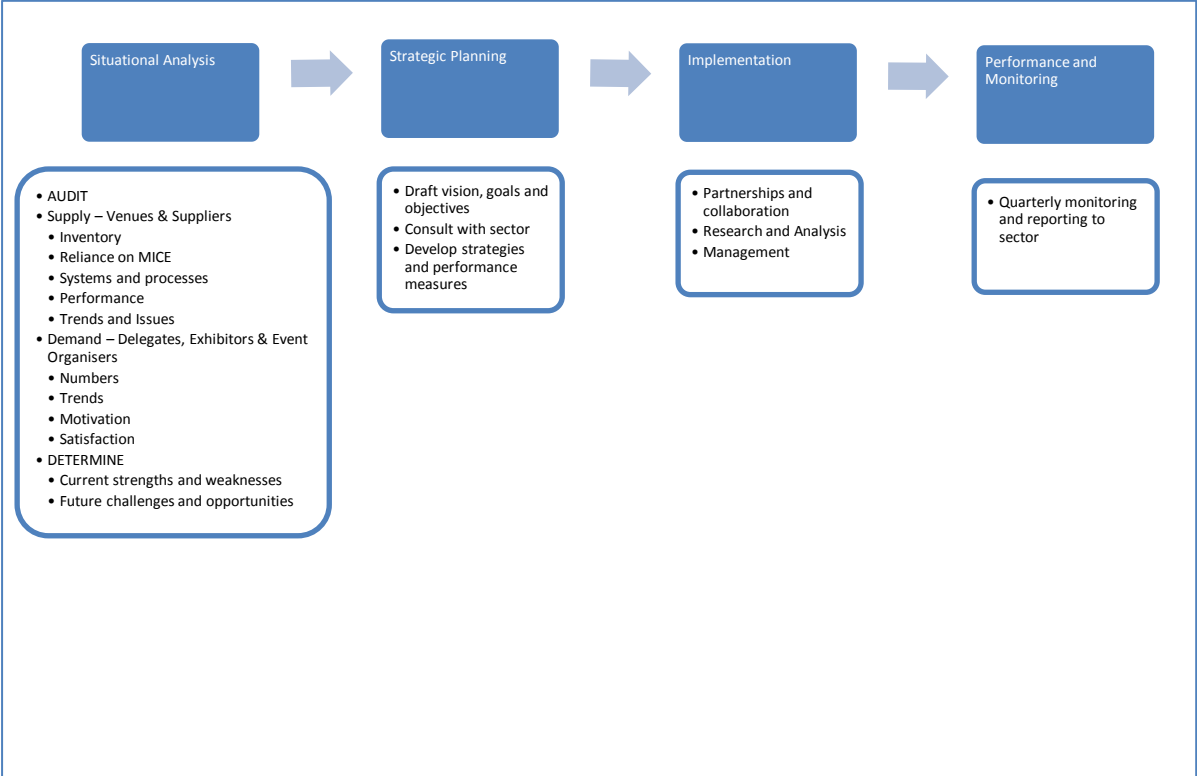 Situational Analysis
Strategic Planning
Implementation
Performance and
Monitoring
• AUDIT
• Supply – Venues & Suppliers
• Inventory
• Reliance on MICE
• Systems and processes
• Performance
• Trends and Issues
• Demand – Delegates, Exhibitors & Event
Organisers
• Numbers
• Trends
• Motivation
• Satisfaction
• DETERMINE
• Current strengths and weaknesses
• Future challenges and opportunities
• Draft vision, goals and
objectives
• Consult with sector
• Develop strategies
and performance
measures
• Partnerships and
collaboration
• Research and Analysis
• Management
• Quarterly monitoring
and reporting to
sector